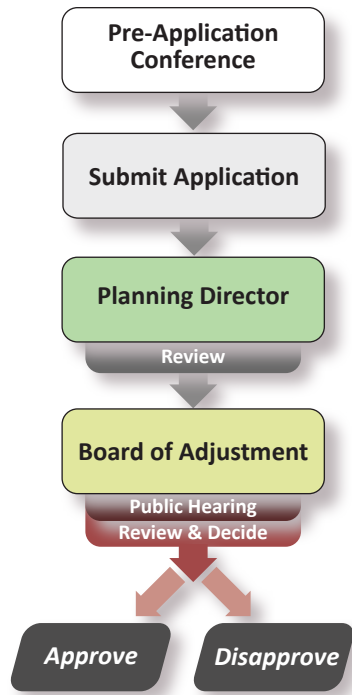 Pre-Application
Conference
Submit Application
Planning Director
Review
Board of Adjustment
Public Hearing
Review & Decide
Approve
Disapprove